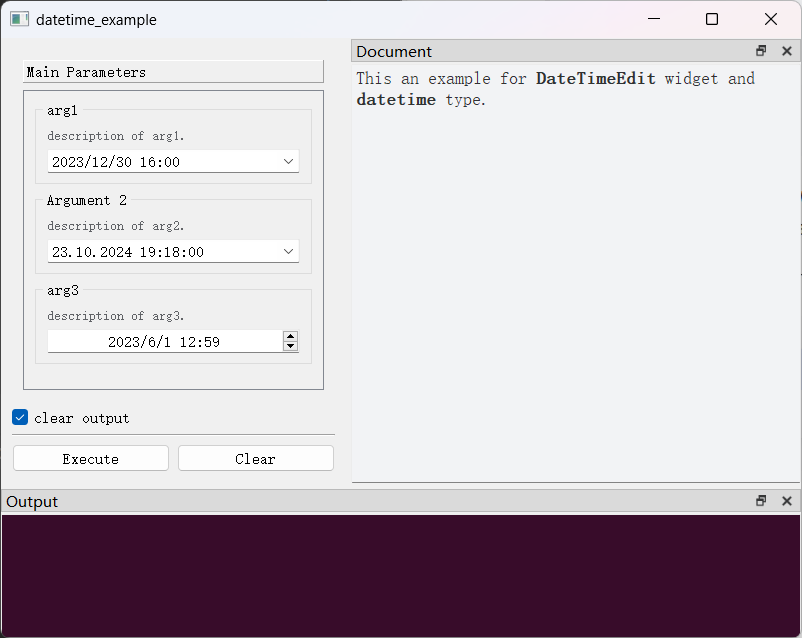 datetime_example
Main Parameters
arg1
description of arg1.
2023/12/30 16:00
Argument 2
description of arg2.
23.10.2024 19:18:00
arg3
description of arg3.
2023/6/1 12:59
clear output
Execute
Clear
Document
This an example for DateTimeEdit widget and
datetime type.
Output